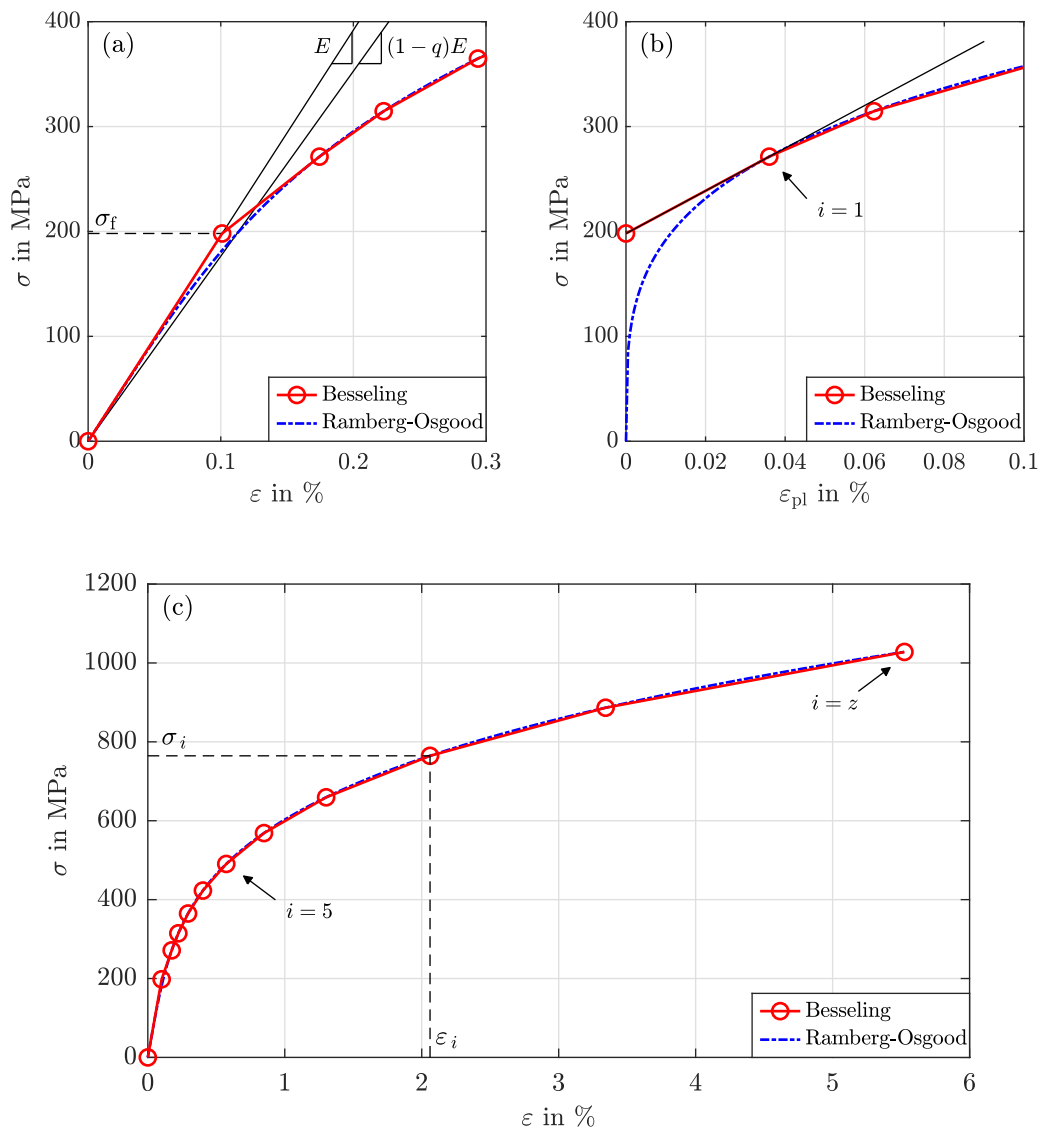 (a)
E
(1 − q)E
σf
400
300
200
100
0
0
0.1
0.2
0.3
σ in MPa
ε in %
Besseling
Ramberg-Osgood
(b)
i = 1
400
300
200
100
0
0
0.02
0.04
0.06
0.08
0.1
σ in MPa
εpl in %
Besseling
Ramberg-Osgood
(c)
σi
εi
i = 5
i = z
1200
1000
800
600
400
200
0
0
1
2
3
4
5
6
σ in MPa
ε in %
Besseling
Ramberg-Osgood